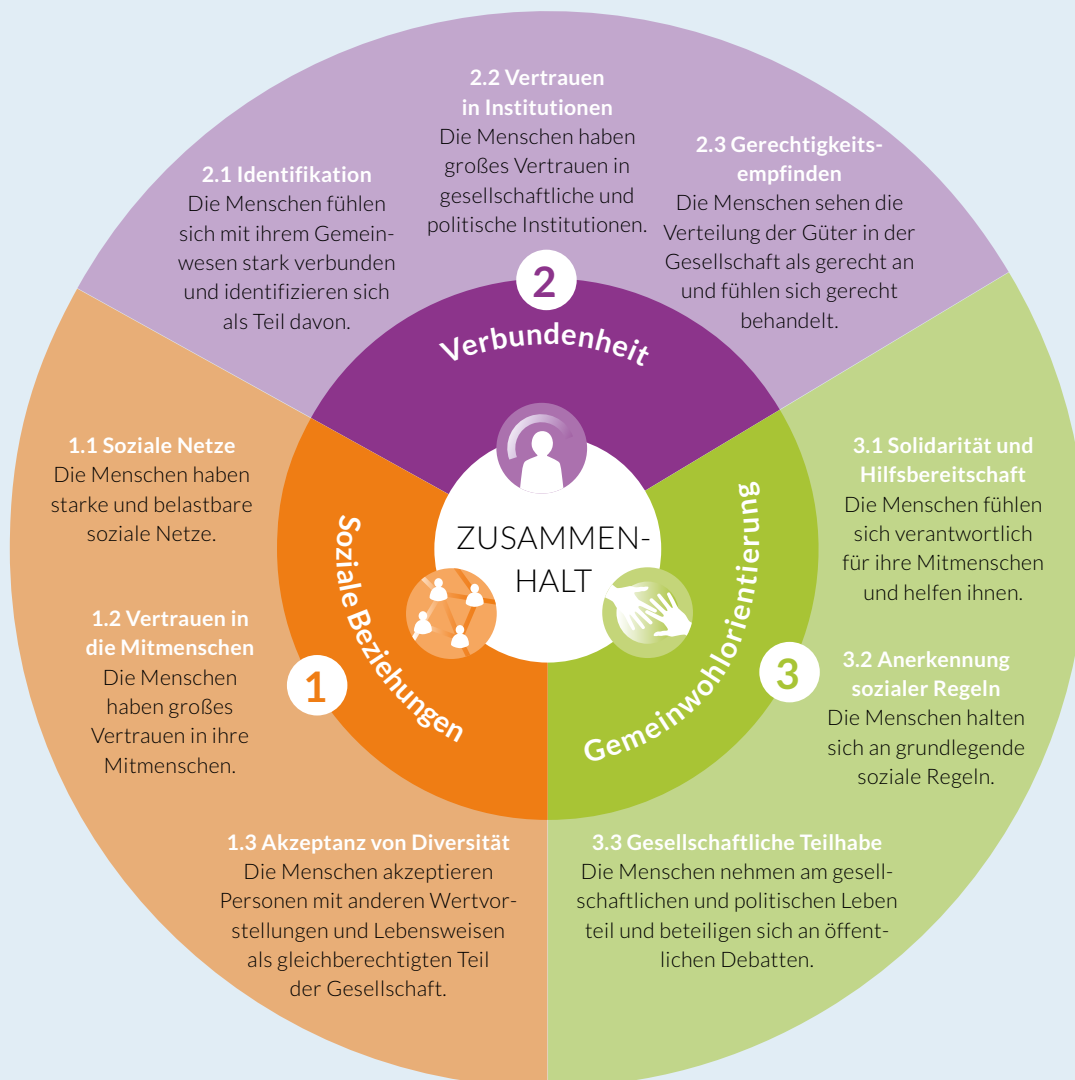 ZUSAMMEN-
HALT
1
Soziale Beziehungen
1.1 Soziale Netze
Die Menschen haben
starke und belastbare
soziale Netze.
1.2 Vertrauen in
die Mitmenschen
Die Menschen
haben großes
Vertrauen in ihre
Mitmenschen.
1.3 Akzeptanz von Diversität
Die Menschen akzeptieren
Personen mit anderen Wertvor-
stellungen und Lebensweisen
als gleichberechtigten Teil
der Gesellschaft.
2
Verbundenheit
2.1 Identifikation
Die Menschen fühlen
sich mit ihrem Gemein-
wesen stark verbunden
und identifizieren sich
als Teil davon.
2.2 Vertrauen
in Institutionen
Die Menschen haben
großes Vertrauen in
gesellschaftliche und
politische Institutionen.
2.3 Gerechtigkeits-
empfinden
Die Menschen sehen die
Verteilung der Güter in der
Gesellschaft als gerecht an
und fühlen sich gerecht
behandelt.
3
Gemeinwohlorientierung
3.1 Solidarität und
Hilfsbereitschaft
Die Menschen fühlen
sich verantwortlich
für ihre Mitmenschen
und helfen ihnen.
3.2 Anerkennung
sozialer Regeln
Die Menschen halten
sich an grundlegende
soziale Regeln.
3.3 Gesellschaftliche Teilhabe
Die Menschen nehmen am gesell-
schaftlichen und politischen Leben
teil und beteiligen sich an öffent-
lichen Debatten.